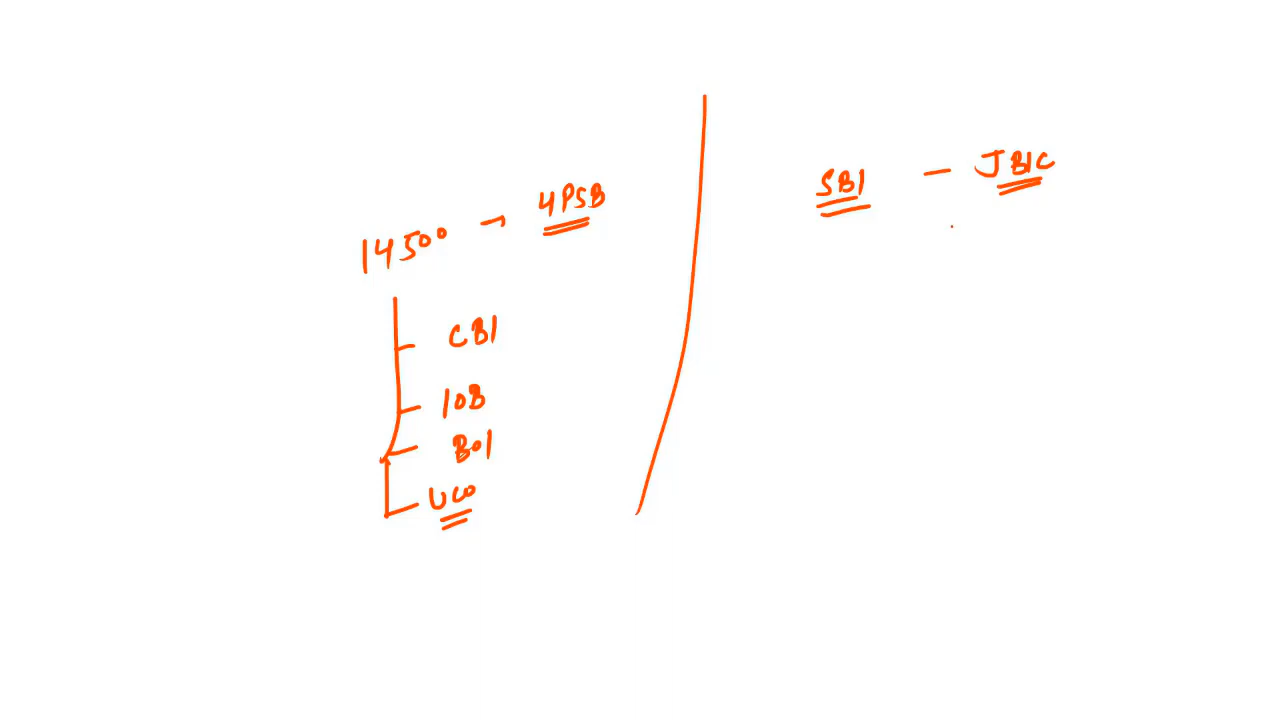 14500 → 4PSB
CBI
IOB
BOI
UCO
SBI - JBIC